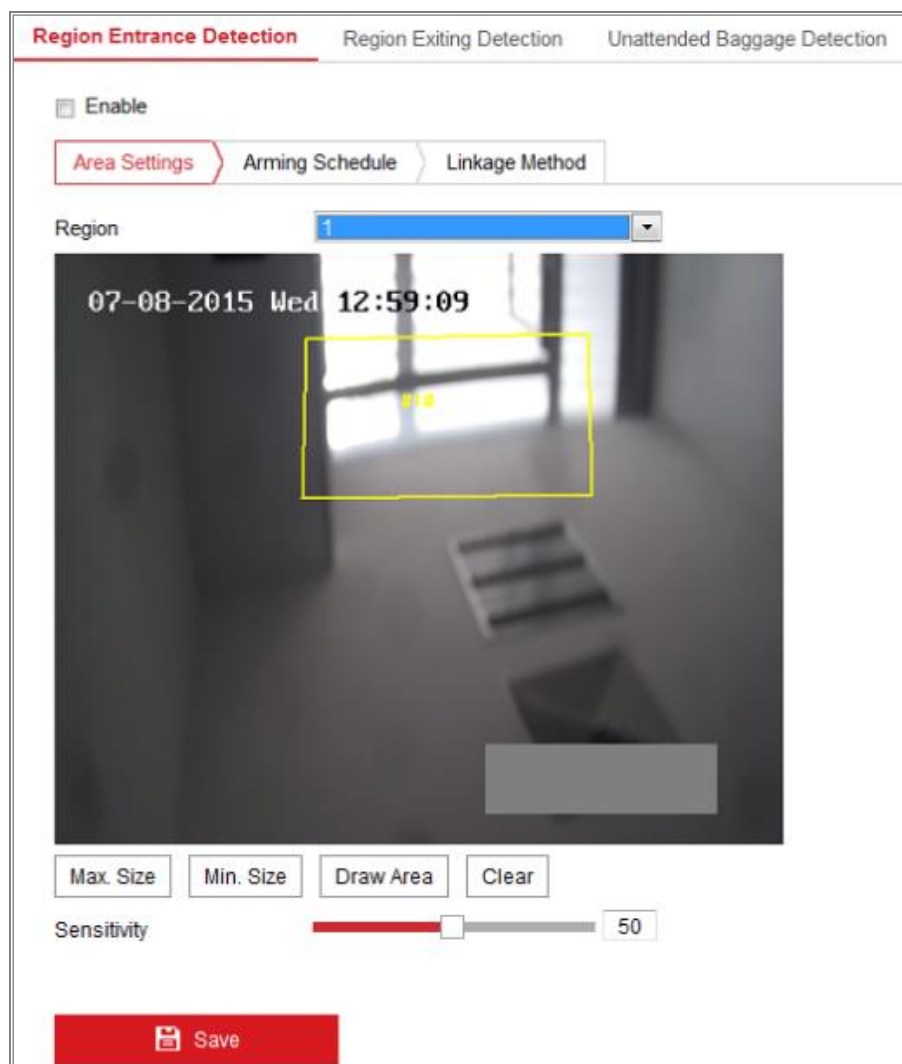 Region Entrance Detection Region Exiting Detection Unattended Baggage Detection
Enable
Area Settings Arming Schedule Linkage Method
Region 1
07-08-2015 Wed 12:59:09
#1#
Max. Size Min. Size Draw Area Clear
Sensitivity 50
Save